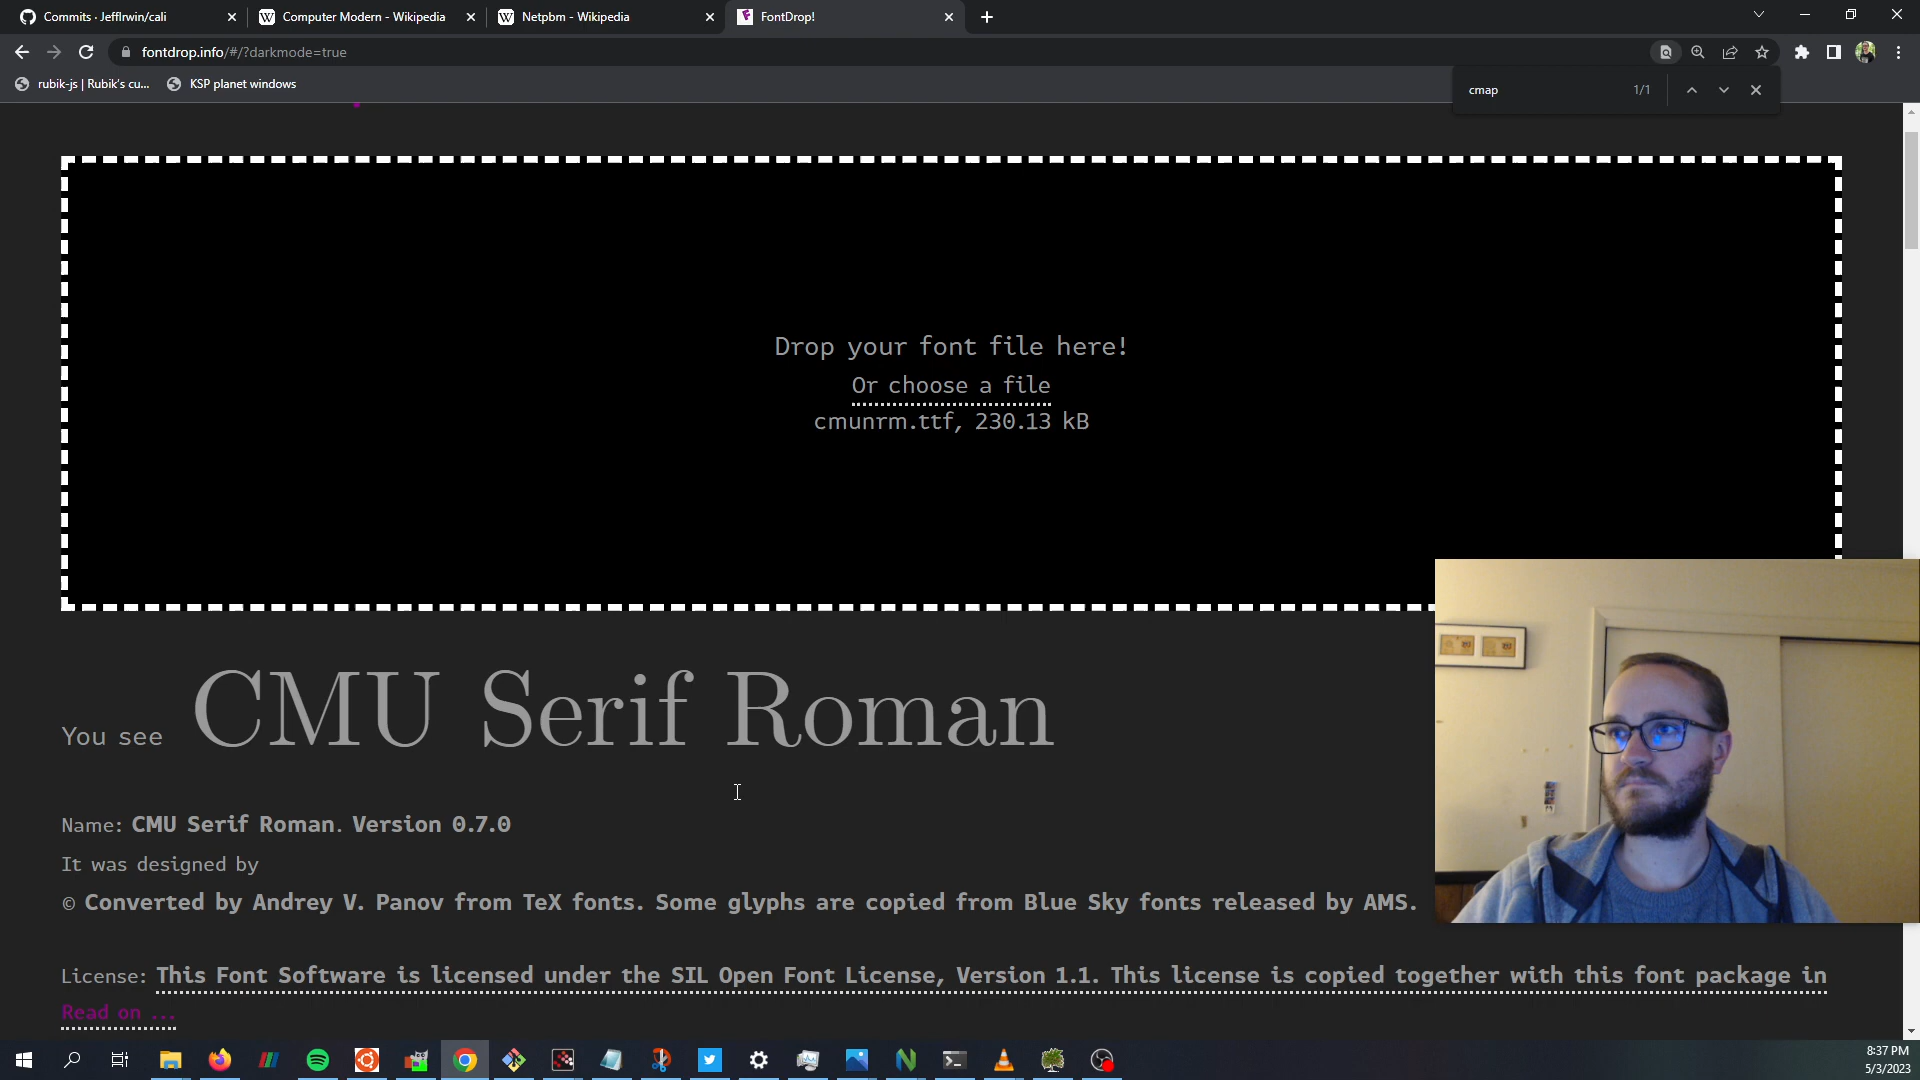 Commits · JeffIrwin/cali
Computer Modern - Wikipedia
Netpbm - Wikipedia
FontDrop!
fontdrop.info/#/?darkmode=true
rubik-js | Rubik's cu...
KSP planet windows
cmap
1/1
Drop your font file here!
Or choose a file
cmunrm.ttf, 230.13 kB
You see CMU Serif Roman
Name: CMU Serif Roman. Version 0.7.0
It was designed by
© Converted by Andrey V. Panov from TeX fonts. Some glyphs are copied from Blue Sky fonts released by AMS.
License: This Font Software is licensed under the SIL Open Font License, Version 1.1. This license is copied together with this font package in
Read on ...
8:37 PM
5/3/2023